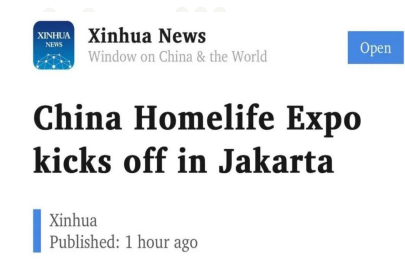 XINHUA
NEWS
Xinhua News
Window on China & the World
Open
China Homelife Expo
kicks off in Jakarta
Xinhua
Published: 1 hour ago